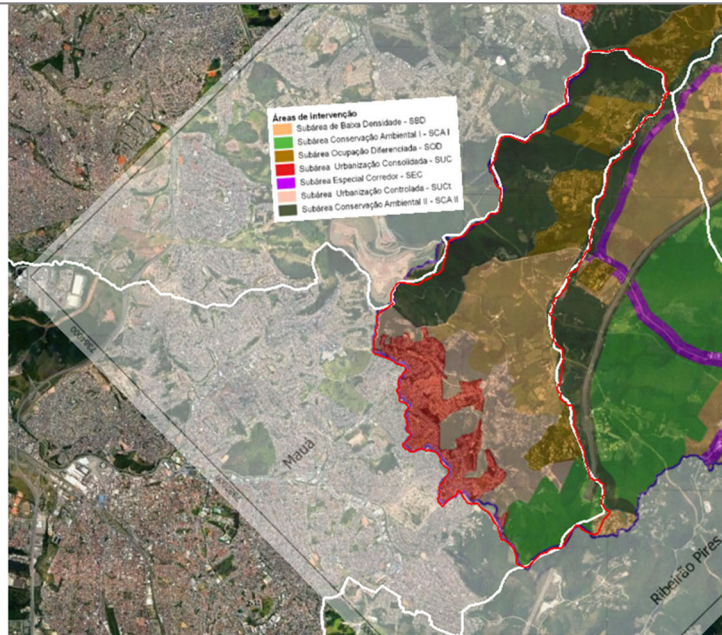 Áreas de intervenção
Subárea de Baixa Densidade - SBD
Subárea Conservação Ambiental I - SCA I
Subárea Ocupação Diferenciada - SOD
Subárea Urbanização Consolidada - SUC
Subárea Especial Corredor - SEC
Subárea Urbanização Controlada - SUCt
Subárea Conservação Ambiental II - SCA II
Mauá
Ribeirão Pires